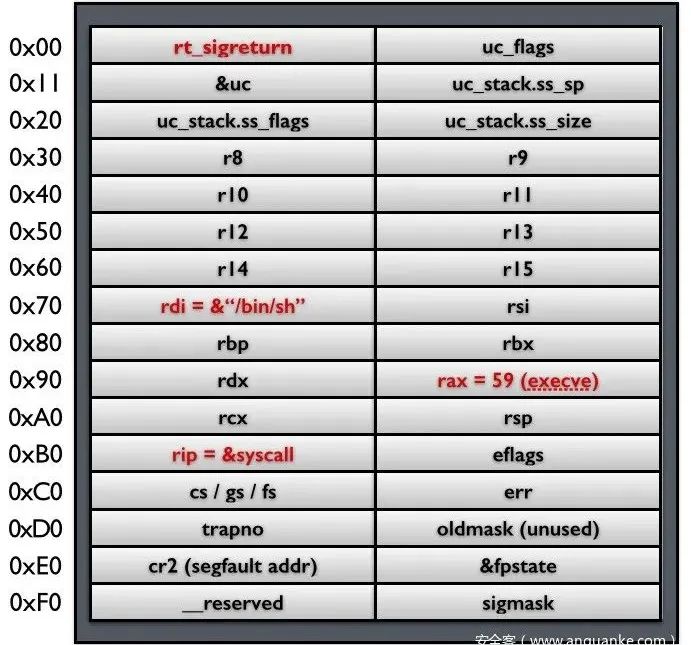 0x00 rt_sigreturn uc_flags
0x11 &uc uc_stack.ss_sp
0x20 uc_stack.ss_flags uc_stack.ss_size
0x30 r8 r9
0x40 r10 r11
0x50 r12 r13
0x60 r14 r15
0x70 rdi = &“/bin/sh” rsi
0x80 rbp rbx
0x90 rdx rax = 59 (execve)
0xA0 rcx rsp
0xB0 rip = &syscall eflags
0xC0 cs / gs / fs err
0xD0 trapno oldmask (unused)
0xE0 cr2 (segfault addr) &fpstate
0xF0 __reserved sigmask
安全客 ( www.anquanke.com )